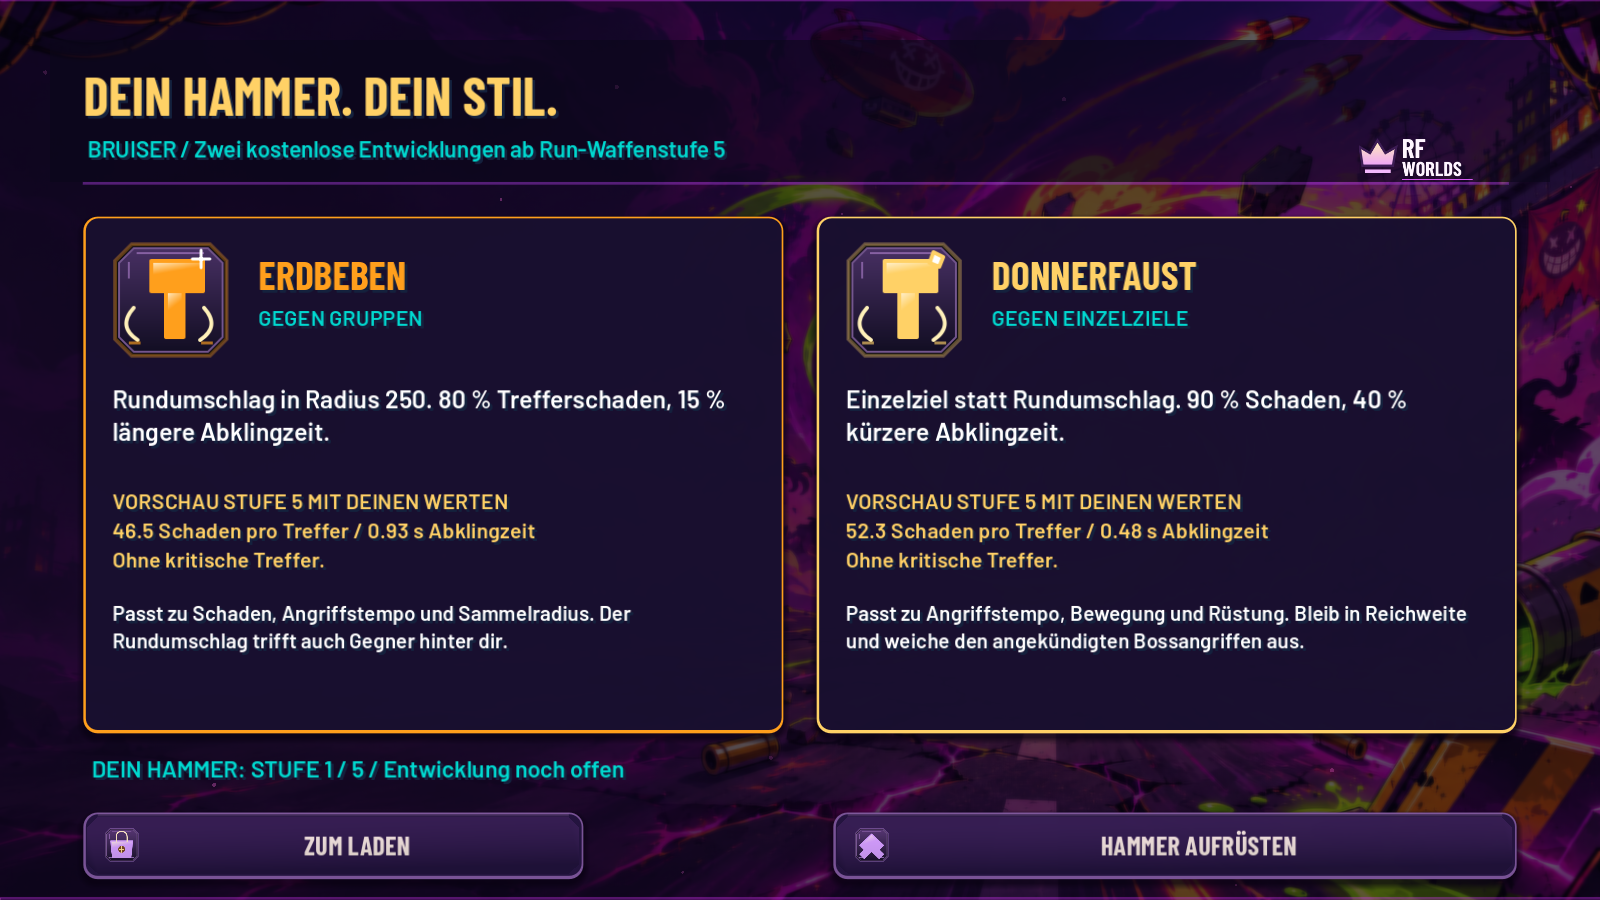 DEIN HAMMER. DEIN STIL.
BRUISER / Zwei kostenlose Entwicklungen ab Run-Waffenstufe 5
RF
WORLDS
ERDBEBEN
GEGEN GRUPPEN
Rundumschlag in Radius 250. 80 % Trefferschaden, 15 %
längere Abklingzeit.
VORSCHAU STUFE 5 MIT DEINEN WERTEN
46.5 Schaden pro Treffer / 0.93 s Abklingzeit
Ohne kritische Treffer.
Passt zu Schaden, Angriffstempo und Sammelradius. Der
Rundumschlag trifft auch Gegner hinter dir.
DONNERFAUST
GEGEN EINZELZIELE
Einzelziel statt Rundumschlag. 90 % Schaden, 40 %
kürzere Abklingzeit.
VORSCHAU STUFE 5 MIT DEINEN WERTEN
52.3 Schaden pro Treffer / 0.48 s Abklingzeit
Ohne kritische Treffer.
Passt zu Angriffstempo, Bewegung und Rüstung. Bleib in Reichweite
und weiche den angekündigten Bossangriffen aus.
DEIN HAMMER: STUFE 1 / 5 / Entwicklung noch offen
ZUM LADEN
HAMMER AUFRÜSTEN